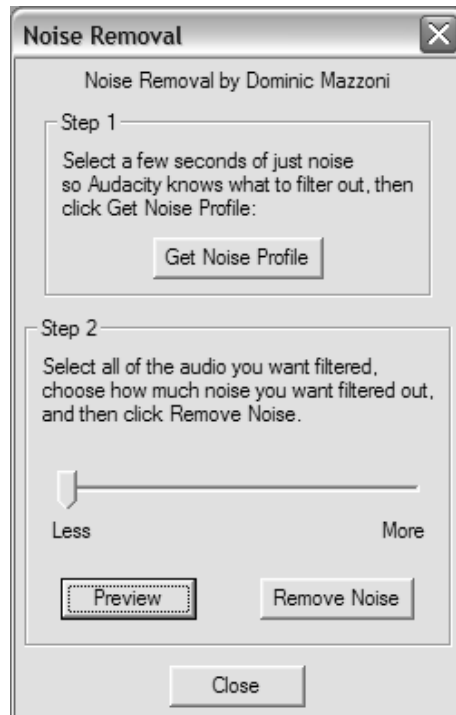 Noise Removal
Noise Removal by Dominic Mazzoni
Step 1
Select a few seconds of just noise
so Audacity knows what to filter out, then
click Get Noise Profile:
Get Noise Profile
Step 2
Select all of the audio you want filtered,
choose how much noise you want filtered out,
and then click Remove Noise.
Less More
Preview Remove Noise
Close